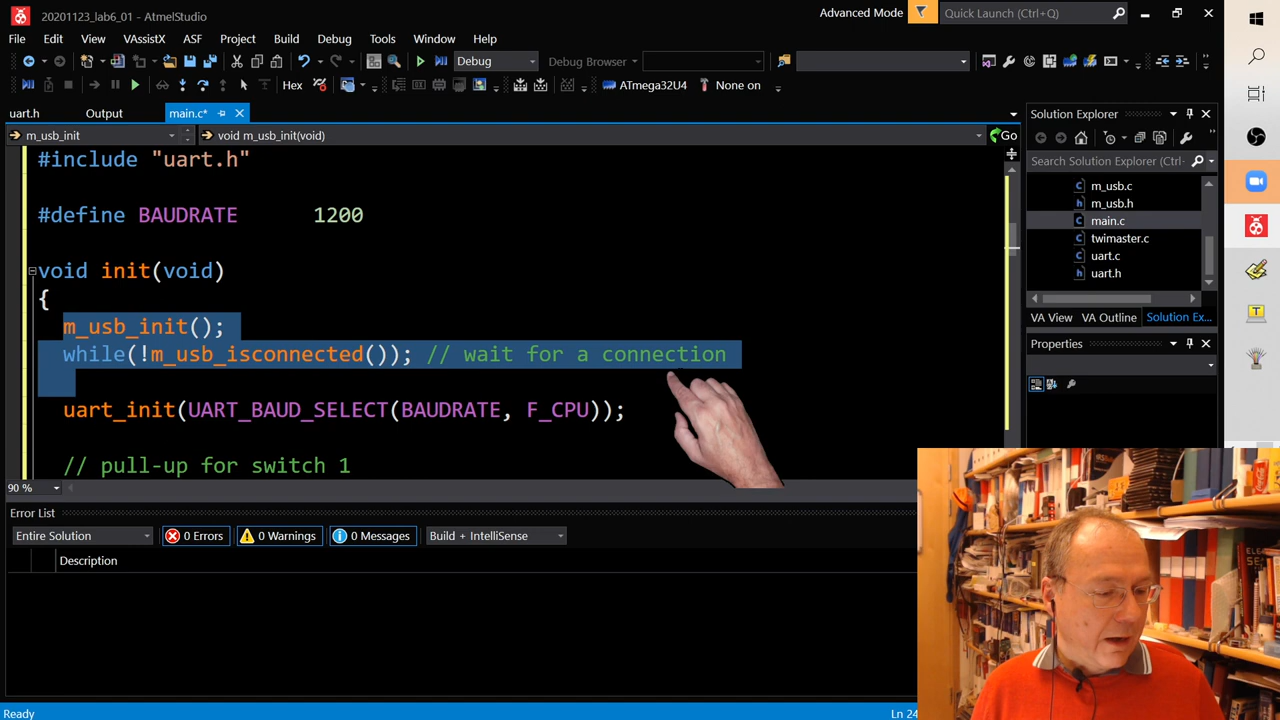 20201123_lab6_01 - AtmelStudio
Advanced Mode
Quick Launch (Ctrl+Q)
File Edit View VAssistX ASF Project Build Debug Tools Window Help
Debug
Debug Browser
Hex
ATmega32U4
None on
uart.h
Output
main.c*
m_usb_init
void m_usb_init(void)
Go
#include "uart.h"
#define BAUDRATE 1200
void init(void)
{
m_usb_init();
while(!m_usb_isconnected()); // wait for a connection
uart_init(UART_BAUD_SELECT(BAUDRATE, F_CPU));
// pull-up for switch 1
90 %
Solution Explorer
Search Solution Explorer (Ctrl-
m_usb.c
m_usb.h
main.c
twimaster.c
uart.c
uart.h
VA View
VA Outline
Solution Ex...
Properties
Error List
Entire Solution
0 Errors
0 Warnings
0 Messages
Build + IntelliSense
Description
Ready
Ln 24